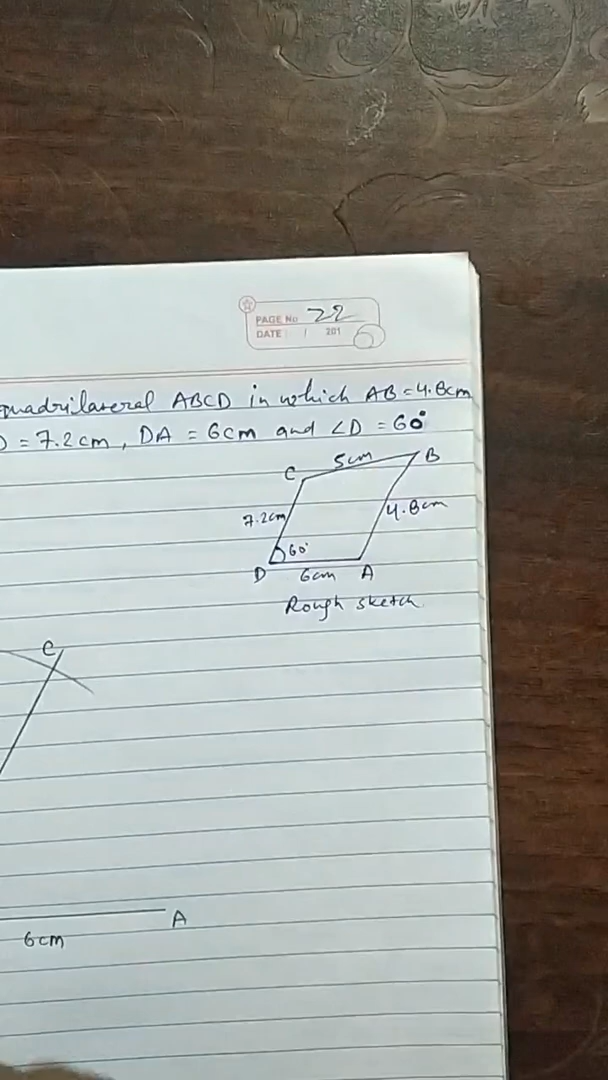 PAGE No 22
DATE / 201
quadrilateral ABCD in which AB = 4.8cm
= 7.2cm, DA = 6cm and ∠D = 60°
C 5cm B
7.2cm 4.8cm
60°
D 6cm A
Rough sketch
C
A
6cm